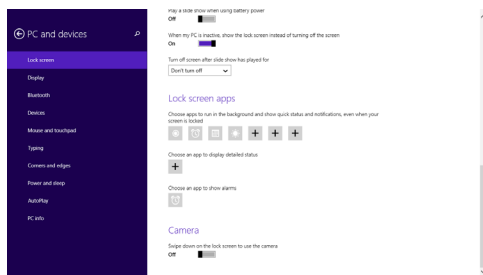 PC and devices
Lock screen
Display
Bluetooth
Devices
Mouse and touchpad
Typing
Corners and edges
Power and sleep
AutoPlay
PC info
Play a slide show when using battery power
Off
When my PC is inactive, show the lock screen instead of turning off the screen
On
Turn off screen after slide show has played for
Don't turn off
Lock screen apps
Choose apps to run in the background and show quick status and notifications, even when your
screen is locked
Choose an app to display detailed status
Choose an app to show alarms
Camera
Swipe down on the lock screen to use the camera
Off